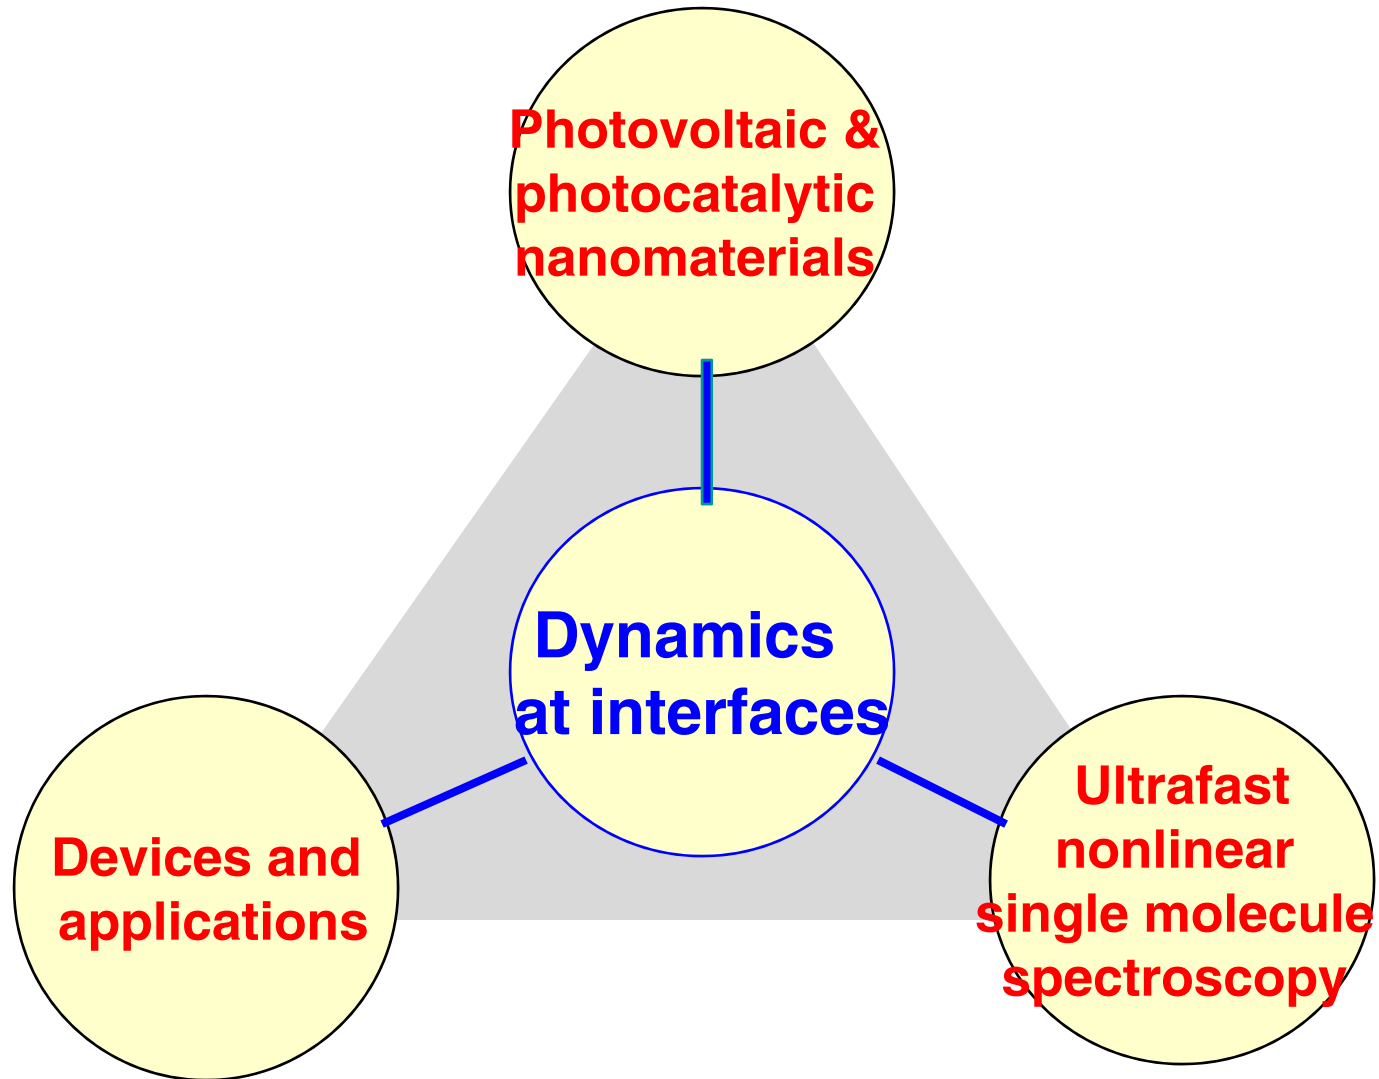 Photovoltaic &
photocatalytic
nanomaterials
Dynamics
at interfaces
Devices and
applications
Ultrafast
nonlinear
single molecule
spectroscopy